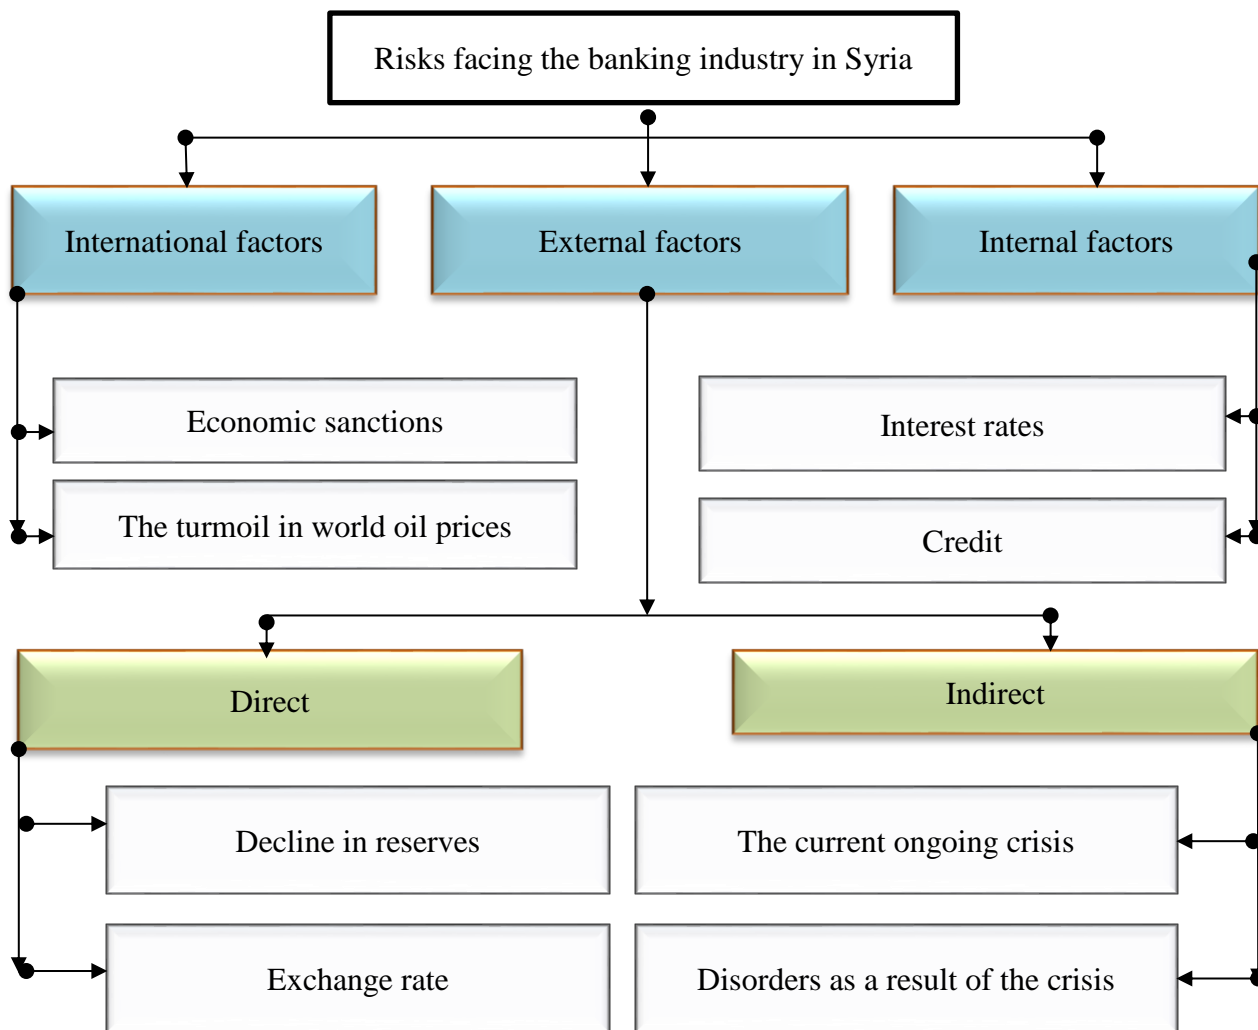 Risks facing the banking industry in Syria
International factors
External factors
Internal factors
Economic sanctions
Interest rates
The turmoil in world oil prices
Credit
Direct
Indirect
Decline in reserves
The current ongoing crisis
Exchange rate
Disorders as a result of the crisis